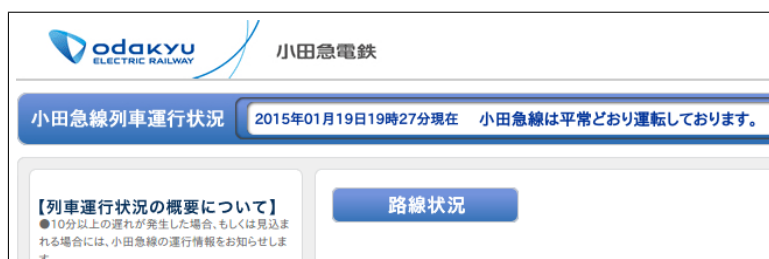 odakyu
ELECTRIC RAILWAY
小田急電鉄
小田急線列車運行状況
2015年01月19日19時27分現在 小田急線は平常どおり運転しております。
【列車運行状況の概要について】
●10分以上の遅れが発生した場合、もしくは見込ま
れる場合には、小田急線の運行情報をお知らせしま
す
路線状況